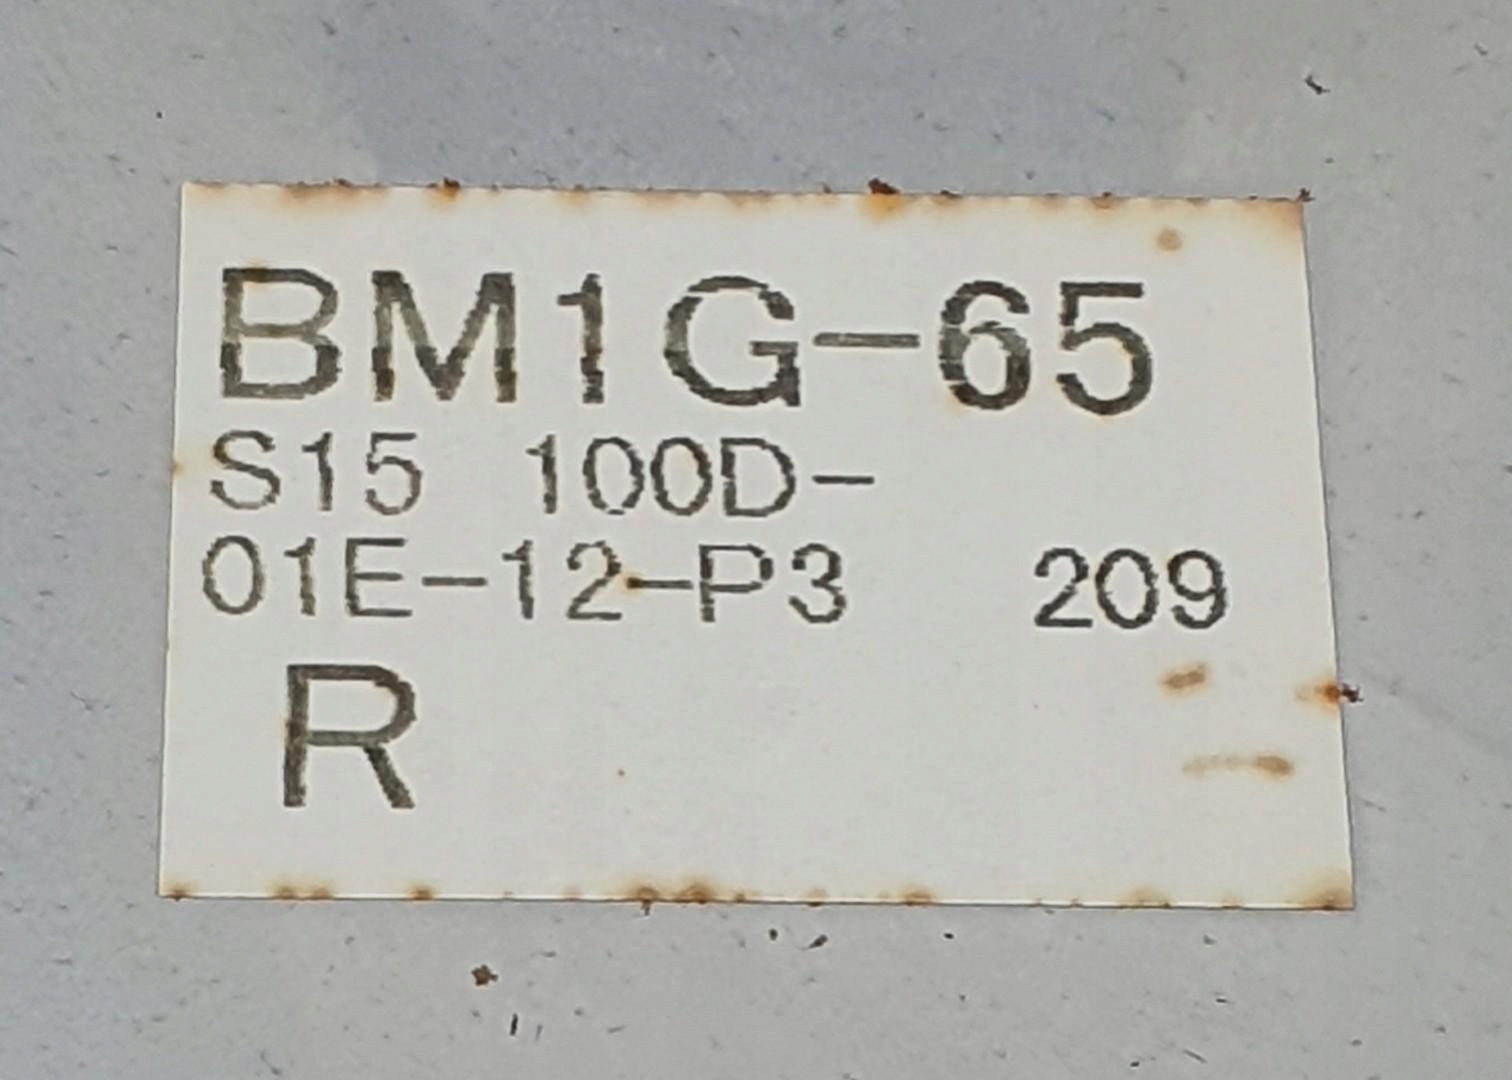 BM1G-65
S15 100D-
01E-12-P3 209
R